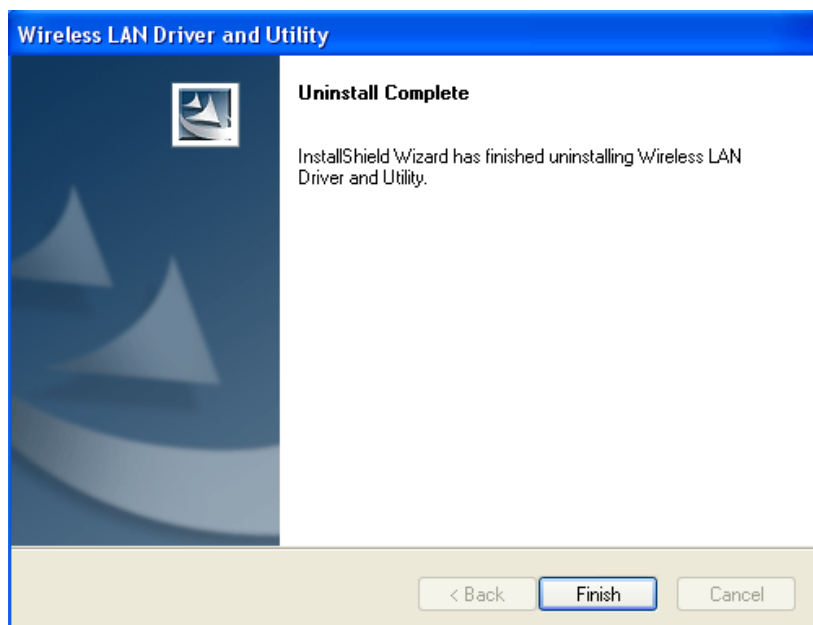 Wireless LAN Driver and Utility
Uninstall Complete
InstallShield Wizard has finished uninstalling Wireless LAN
Driver and Utility.
< Back Finish Cancel